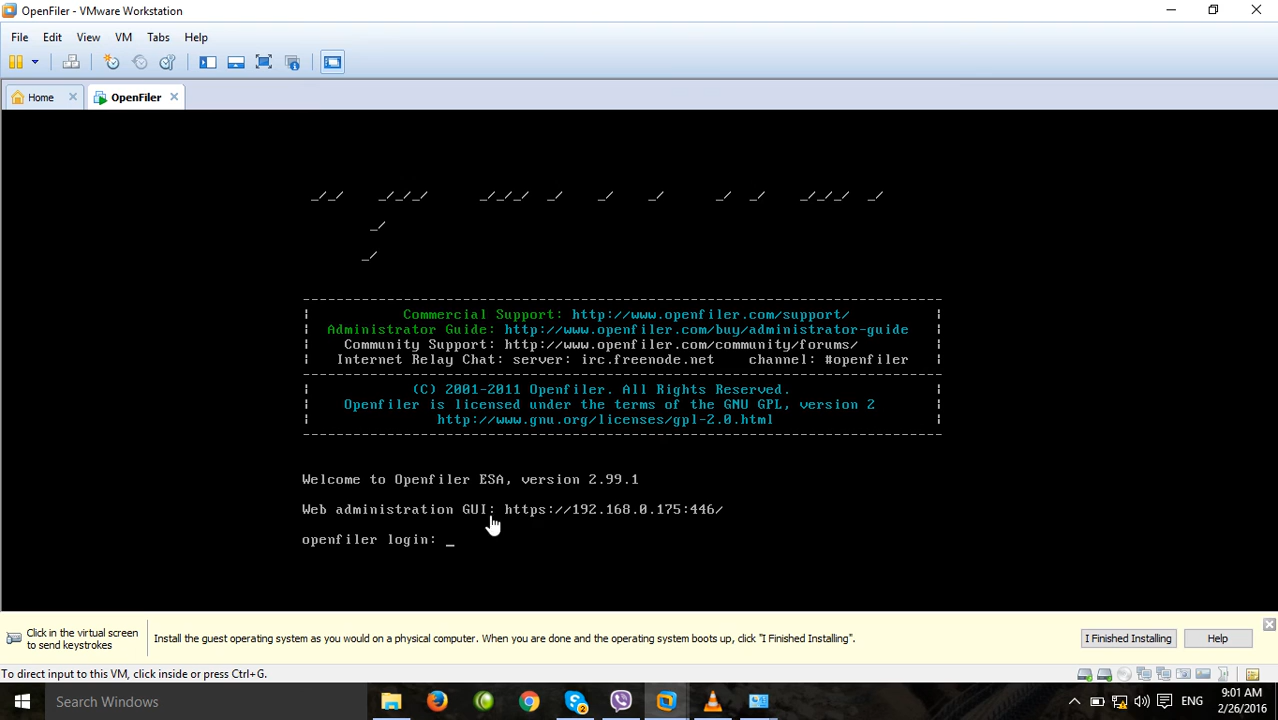 OpenFiler - VMware Workstation
File Edit View VM Tabs Help
Home OpenFiler
_/_/ _/_/_/ _/_/_/ _/ _/ _/ _/ _/ _/_/_/ _/
_/
_/
Commercial Support: http://www.openfiler.com/support/
Administrator Guide: http://www.openfiler.com/buy/administrator-guide
Community Support: http://www.openfiler.com/community/forums/
Internet Relay Chat: server: irc.freenode.net channel: #openfiler
(C) 2001-2011 Openfiler. All Rights Reserved.
Openfiler is licensed under the terms of the GNU GPL, version 2
http://www.gnu.org/licenses/gpl-2.0.html
Welcome to Openfiler ESA, version 2.99.1
Web administration GUI: https://192.168.0.175:446/
openfiler login: _
Click in the virtual screen
to send keystrokes
Install the guest operating system as you would on a physical computer. When you are done and the operating system boots up, click "I Finished Installing".
I Finished Installing Help
To direct input to this VM, click inside or press Ctrl+G.
Search Windows
2
ENG
9:01 AM
2/26/2016